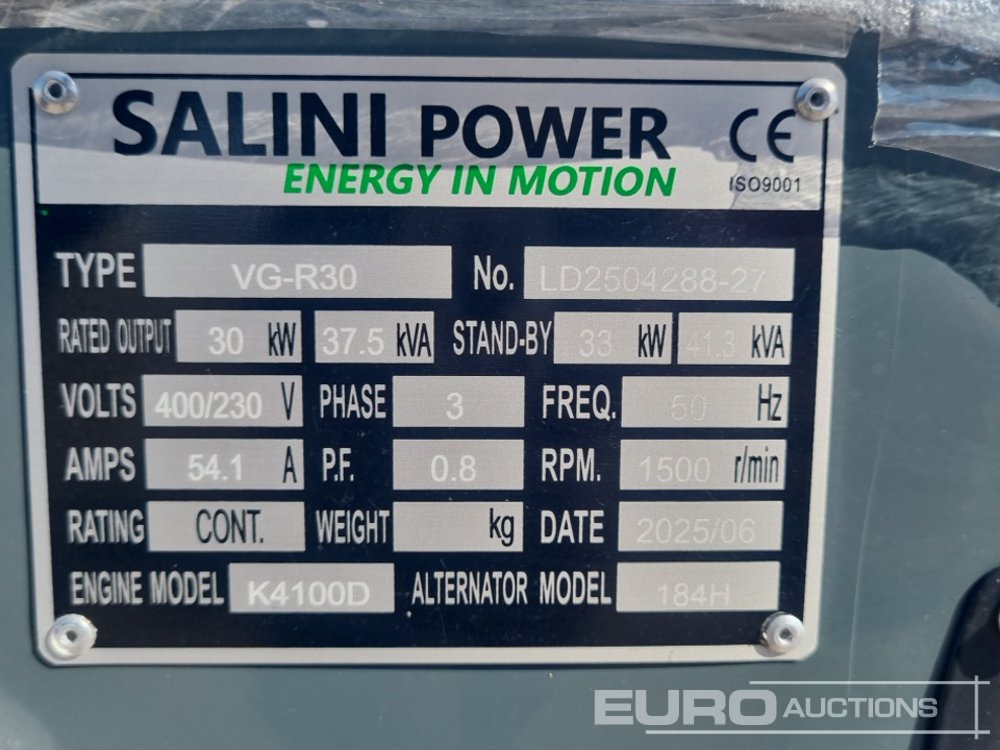 SALINI POWER CE
ENERGY IN MOTION ISO9001
TYPE VG-R30 No. LD2504288-27
RATED OUTPUT 30 kW 37.5 kVA STAND-BY 33 kW 41.3 kVA
VOLTS 400/230 V PHASE 3 FREQ. 50 Hz
AMPS 54.1 A P.F. 0.8 RPM. 1500 r/min
RATING CONT. WEIGHT kg DATE 2025/06
ENGINE MODEL K4100D ALTERNATOR MODEL 184H
EURO AUCTIONS